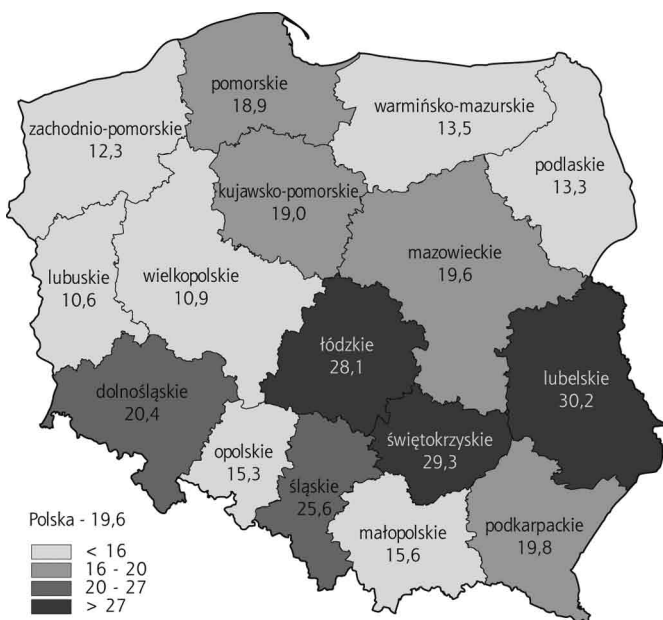 pomorskie
18,9
warmińsko-mazurskie
13,5
zachodnio-pomorskie
12,3
podlaskie
13,3
kujawsko-pomorskie
19,0
mazowieckie
19,6
lubuskie
10,6
wielkopolskie
10,9
łódzkie
28,1
lubelskie
30,2
dolnośląskie
20,4
opolskie
15,3
świętokrzyskie
29,3
śląskie
25,6
małopolskie
15,6
podkarpackie
19,8
Polska - 19,6
< 16
16 - 20
20 - 27
> 27